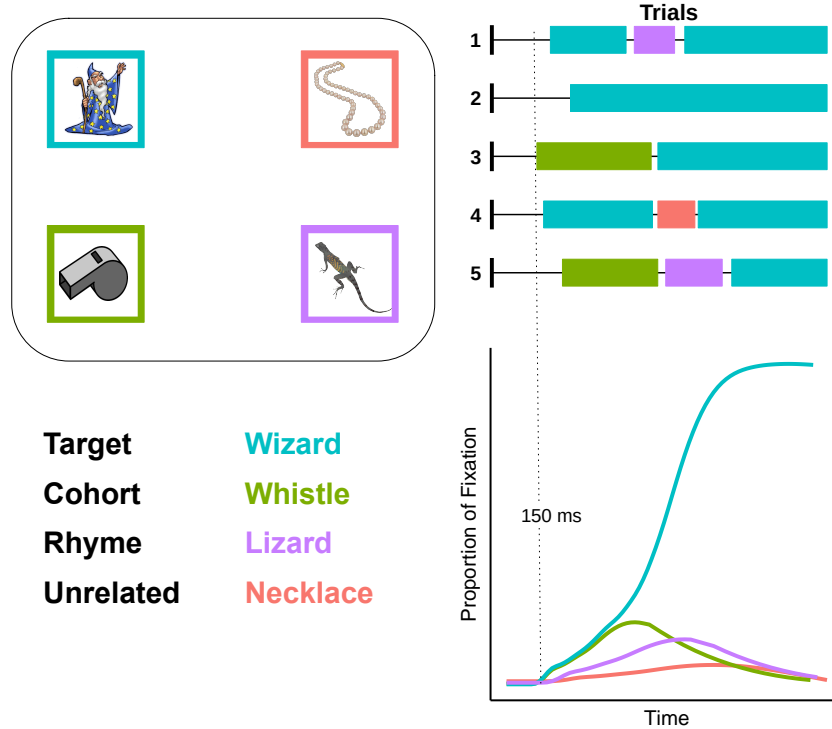 Trials
1
2
3
4
5
Target Wizard
Cohort Whistle
Rhyme Lizard
Unrelated Necklace
Proportion of Fixation
150 ms
Time